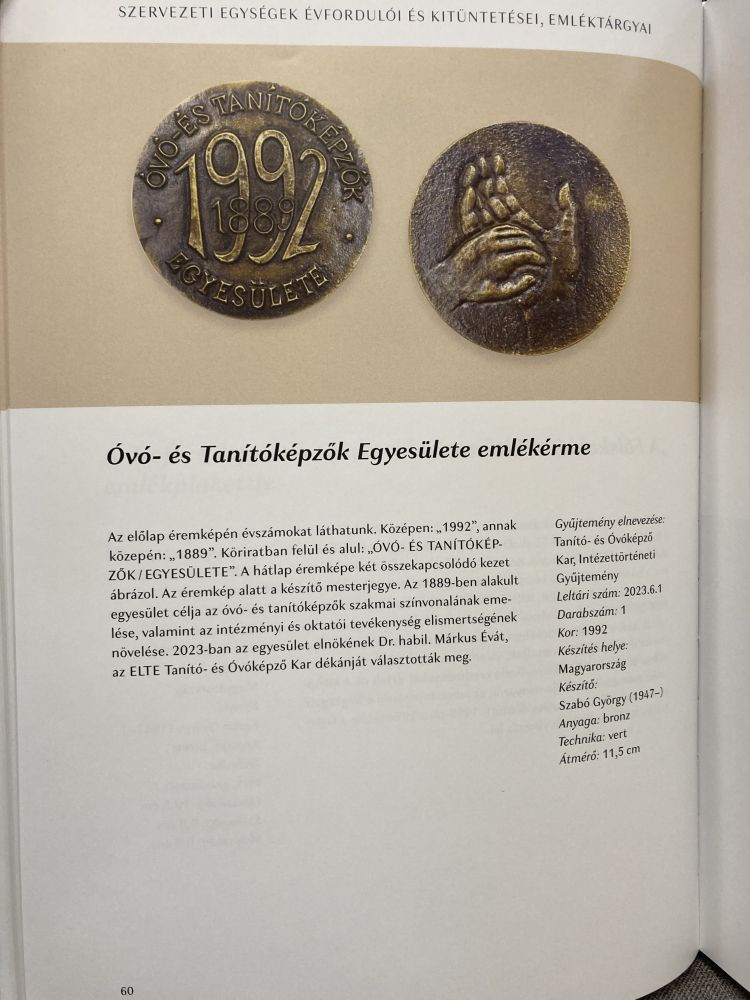 SZERVEZETI EGYSÉGEK ÉVFORDULÓI ÉS KITÜNTETÉSEI, EMLÉKTÁRGYAI
ÓVÓ-ÉS TANÍTÓKÉPZŐK
1992
1889
EGYESÜLETE
Óvó- és Tanítóképzők Egyesülete emlékérme
Az előlap éremképén évszámokat láthatunk. Középen: „1992”, annak
közepén: „1889”. Köriratban felül és alul: „ÓVÓ- ÉS TANÍTÓKÉP-
ZŐK/EGYESÜLETE”. A hátlap éremképe két összekapcsolódó kezet
ábrázol. Az éremkép alatt a készítő mesterjegye. Az 1889-ben alakult
egyesület célja az óvó- és tanítóképzők szakmai színvonalának eme-
lése, valamint az intézményi és oktatói tevékenység elismertségének
növelése. 2023-ban az egyesület elnökének Dr. habil. Márkus Évát,
az ELTE Tanító- és Óvóképző Kar dékánját választották meg.
Gyűjtemény elnevezése:
Tanító- és Óvóképző
Kar, Intézettörténeti
Gyűjtemény
Leltári szám: 2023.6.1
Darabszám: 1
Kor: 1992
Készítés helye:
Magyarország
Készítő:
Szabó György (1947–)
Anyaga: bronz
Technika: vert
Átmérő: 11,5 cm
60